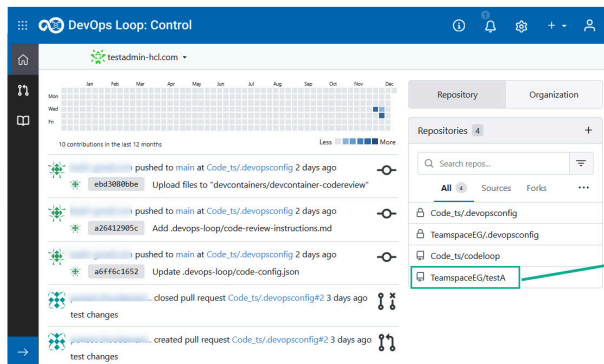 DevOps Loop: Control
testadmin-hcl.com
Jan Feb Mar Apr May Jun Jul Aug Sep Oct Nov Dec
Mon
Wed
Fri
10 contributions in the last 12 months
Less More
pushed to main at Code_ts/.devopsconfig 2 days ago
ebd3080bbe Upload files to "devcontainers/devcontainer-codereview"
pushed to main at Code_ts/.devopsconfig 2 days ago
a26412905c Add .devops-loop/code-review-instructions.md
pushed to main at Code_ts/.devopsconfig 2 days ago
a6ff6c1652 Update .devops-loop/code-config.json
closed pull request Code_ts/.devopsconfig#2 3 days ago
test changes
created pull request Code_ts/.devopsconfig#2 3 days ago
test changes
Repository Organization
Repositories 4
Search repos...
All 4 Sources Forks
Code_ts/.devopsconfig
TeamspaceEG/.devopsconfig
Code_ts/codeloop
TeamspaceEG/testA